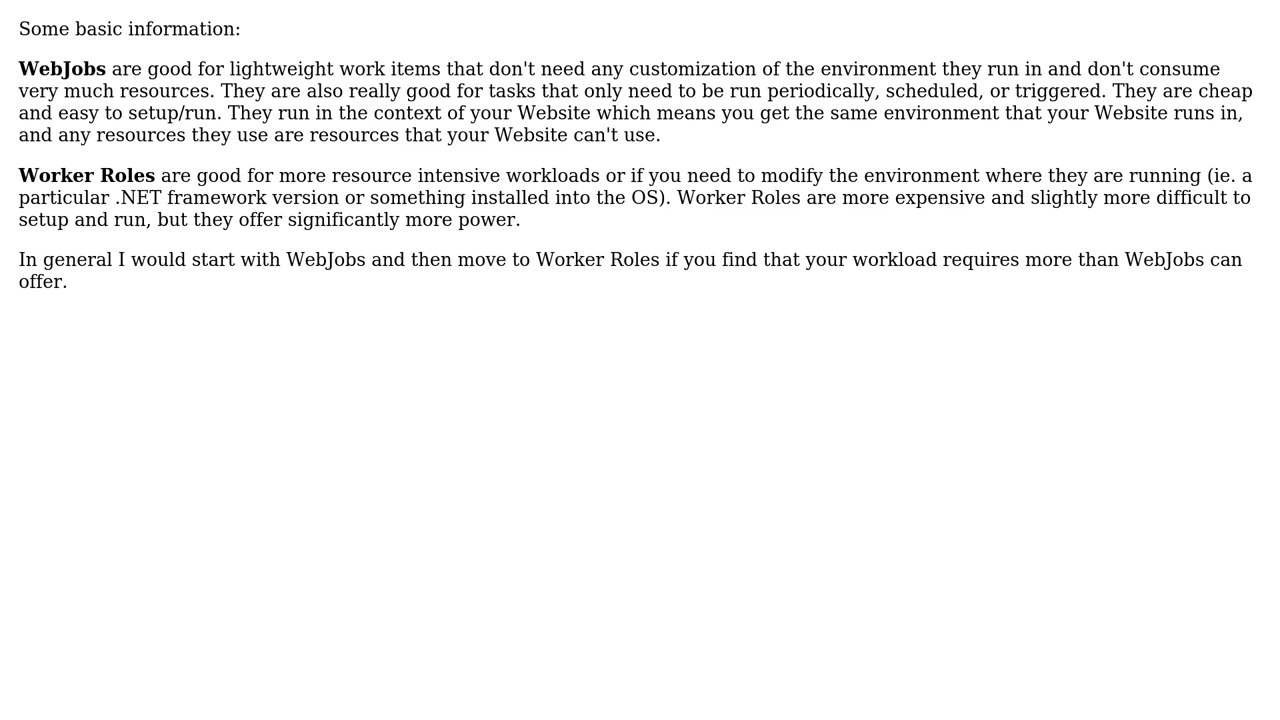 Some basic information:
WebJobs are good for lightweight work items that don't need any customization of the environment they run in and don't consume
very much resources. They are also really good for tasks that only need to be run periodically, scheduled, or triggered. They are cheap
and easy to setup/run. They run in the context of your Website which means you get the same environment that your Website runs in,
and any resources they use are resources that your Website can't use.
Worker Roles are good for more resource intensive workloads or if you need to modify the environment where they are running (ie. a
particular .NET framework version or something installed into the OS). Worker Roles are more expensive and slightly more difficult to
setup and run, but they offer significantly more power.
In general I would start with WebJobs and then move to Worker Roles if you find that your workload requires more than WebJobs can
offer.